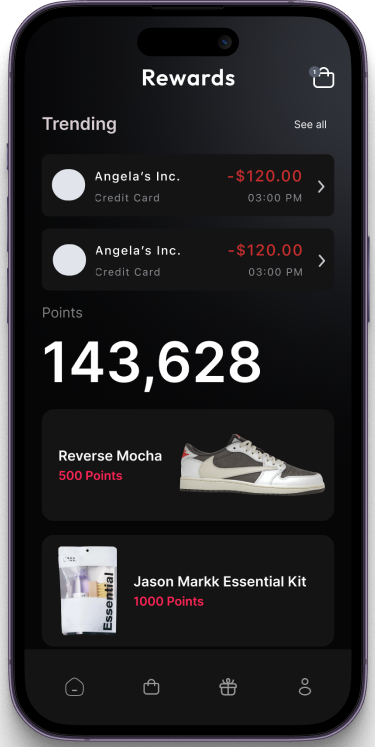 Rewards
1
Trending
See all
Angela's Inc.
-$120.00
Credit Card
03:00 PM
Angela's Inc.
-$120.00
Credit Card
03:00 PM
Points
143,628
Reverse Mocha
500 Points
Essential
Jason Markk Essential Kit
1000 Points